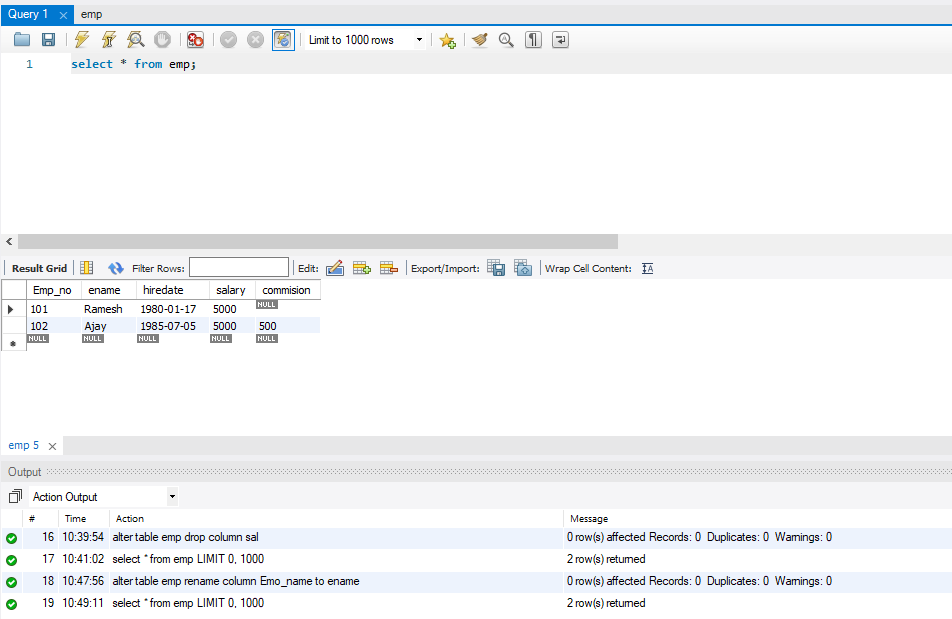 Query 1 × emp
Limit to 1000 rows
1 select * from emp;
Result Grid Filter Rows: Edit: Export/Import: Wrap Cell Content:
Emp_no ename hiredate salary commision
101 Ramesh 1980-01-17 5000 NULL
102 Ajay 1985-07-05 5000 500
NULL NULL NULL NULL NULL
emp 5 ×
Output
Action Output
# Time Action Message
16 10:39:54 alter table emp drop column sal 0 row(s) affected Records: 0 Duplicates: 0 Warnings: 0
17 10:41:02 select * from emp LIMIT 0, 1000 2 row(s) returned
18 10:47:56 alter table emp rename column Emo_name to ename 0 row(s) affected Records: 0 Duplicates: 0 Warnings: 0
19 10:49:11 select * from emp LIMIT 0, 1000 2 row(s) returned